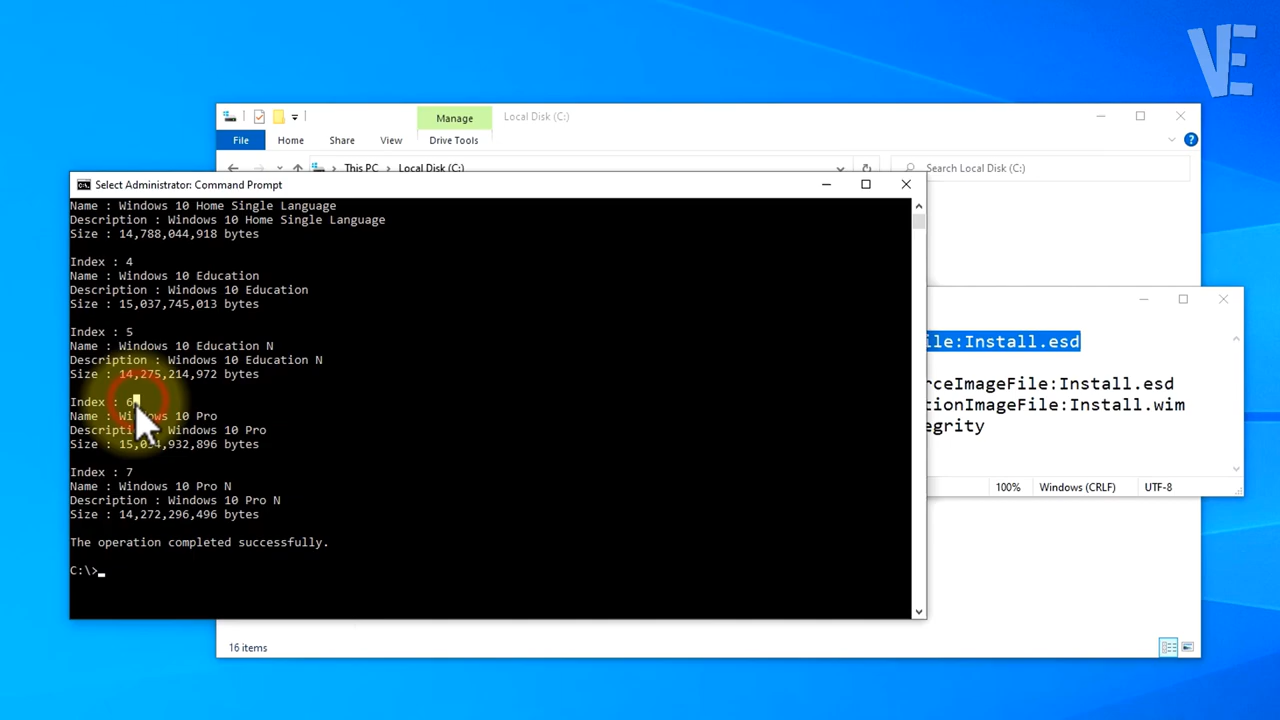 VE
Manage
Local Disk (C:)
File
Home
Share
View
Drive Tools
This PC
Local Disk (C:)
Search Local Disk (C:)
Select Administrator: Command Prompt
Name : Windows 10 Home Single Language
Description : Windows 10 Home Single Language
Size : 14,788,044,918 bytes
Index : 4
Name : Windows 10 Education
Description : Windows 10 Education
Size : 15,037,745,013 bytes
Index : 5
Name : Windows 10 Education N
Description : Windows 10 Education N
Size : 14,275,214,972 bytes
Index : 6
Name : Windows 10 Pro
Description : Windows 10 Pro
Size : 15,034,932,896 bytes
Index : 7
Name : Windows 10 Pro N
Description : Windows 10 Pro N
Size : 14,272,296,496 bytes
The operation completed successfully.
C:\>
ile:Install.esd
rceImageFile:Install.esd
tionImageFile:Install.wim
egrity
100%
Windows (CRLF)
UTF-8
16 items